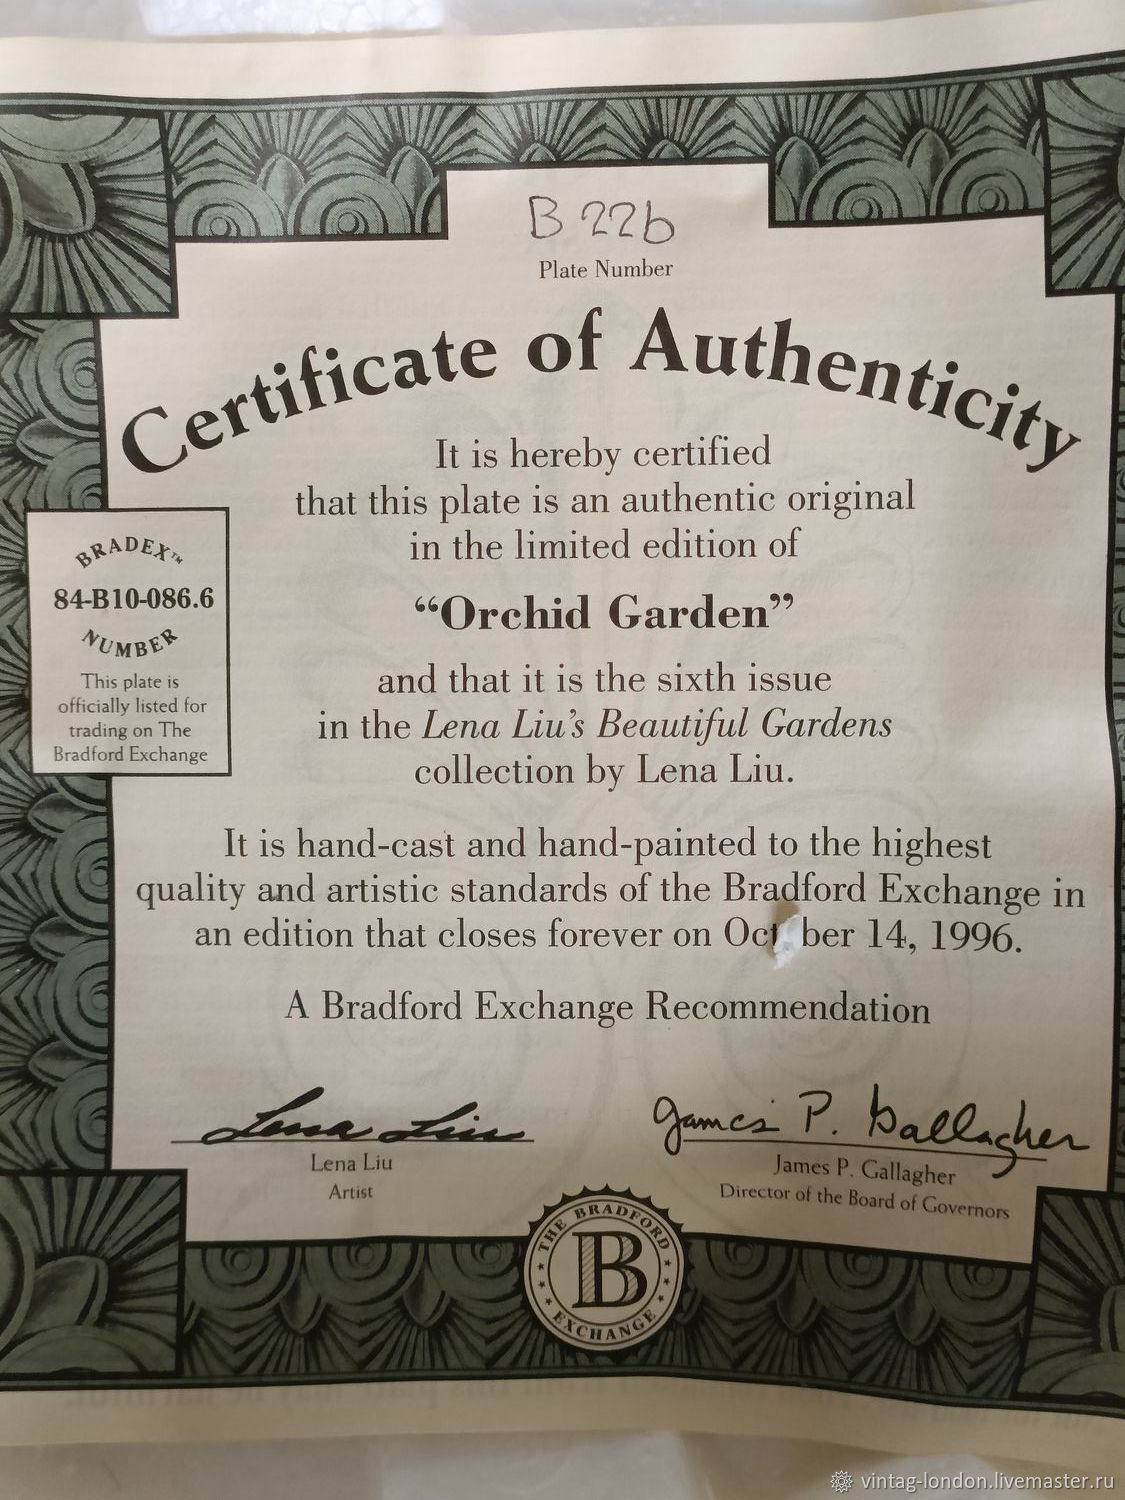 B 22b
Plate Number
Certificate of Authenticity
It is hereby certified
that this plate is an authentic original
in the limited edition of
“Orchid Garden”
and that it is the sixth issue
in the Lena Liu’s Beautiful Gardens
collection by Lena Liu.
It is hand-cast and hand-painted to the highest
quality and artistic standards of the Bradford Exchange in
an edition that closes forever on Oct ber 14, 1996.
A Bradford Exchange Recommendation
BRADEX™
84-B10-086.6
NUMBER
This plate is
officially listed for
trading on The
Bradford Exchange
Lena Liu
Lena Liu
Artist
James P. Gallagher
James P. Gallagher
Director of the Board of Governors
THE BRADFORD
B
EXCHANGE
vintag-london.livemaster.ru